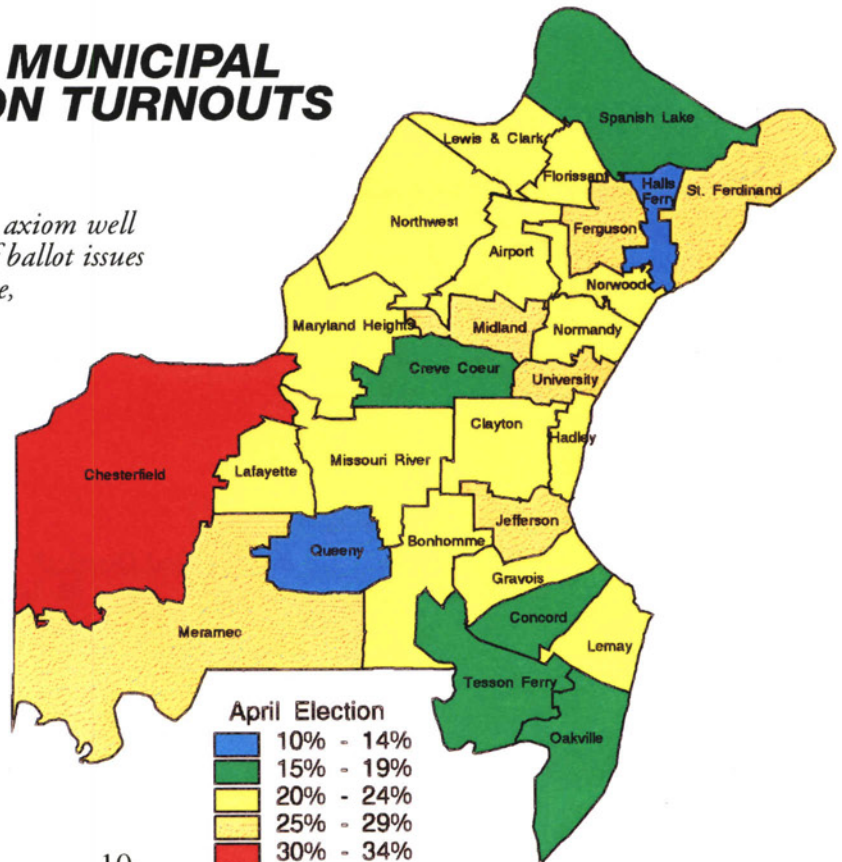 MUNICIPAL
ON TURNOUTS
axiom well
f ballot issues
e,
Spanish Lake
Lewis & Clark
Florissant
Halls
Ferry
St. Ferdinand
Northwest
Ferguson
Airport
Norwood
Maryland Heights
Midland
Normandy
Creve Coeur
University
Clayton
Hadley
Chesterfield
Lafayette
Missouri River
Jefferson
Queeny
Bonhomme
Gravois
Concord
Meramec
Lemay
Tesson Ferry
Oakville
April Election
10% - 14%
15% - 19%
20% - 24%
25% - 29%
30% - 34%
10